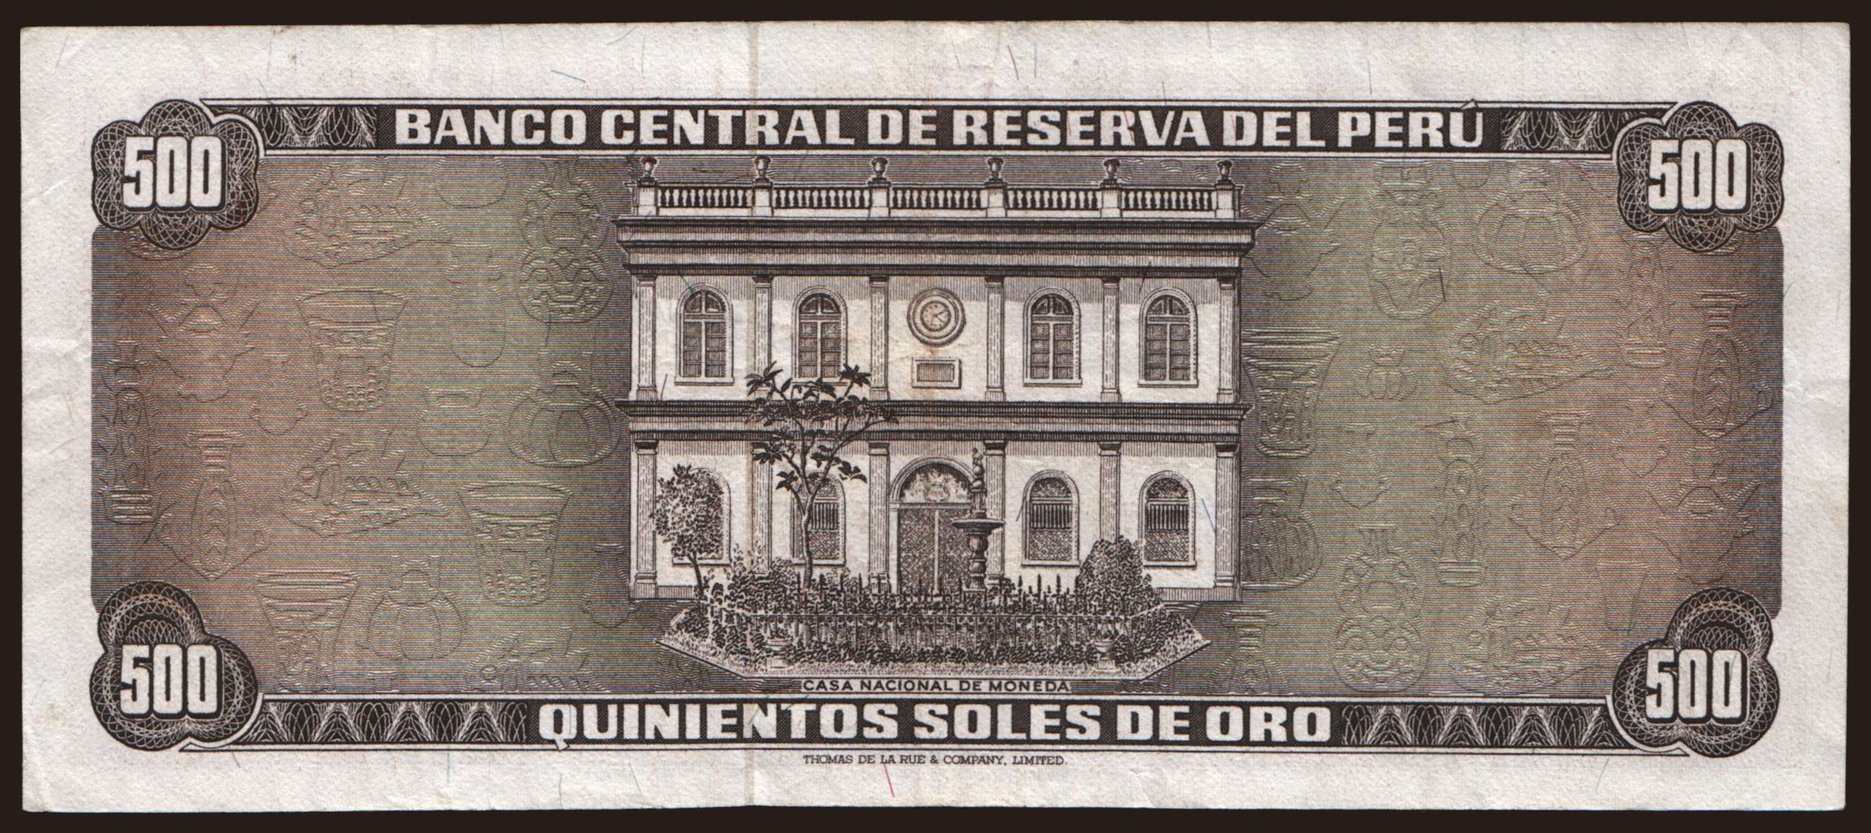 BANCO CENTRAL DE RESERVA DEL PERÚ
500
500
CASA NACIONAL DE MONEDA
500
500
QUINIENTOS SOLES DE ORO
THOMAS DE LA RUE & COMPANY, LIMITED.